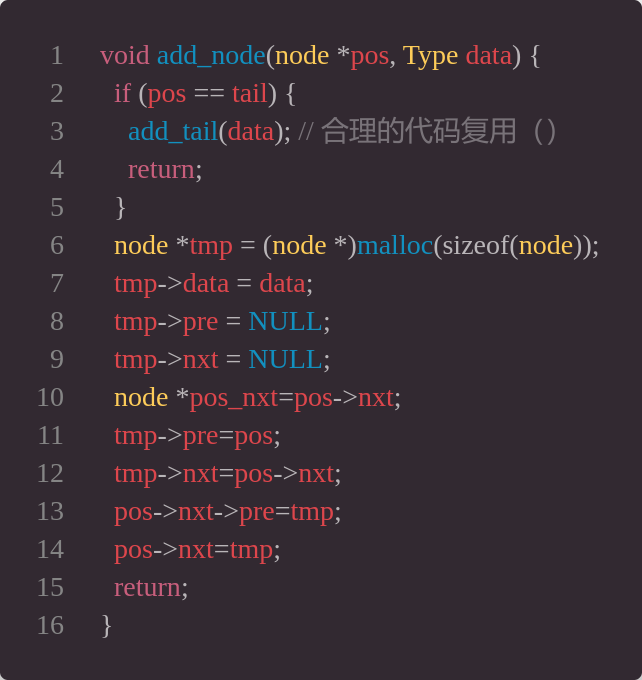 1 void add_node(node *pos, Type data) {
2 if (pos == tail) {
3 add_tail(data); // 合理的代码复用（）
4 return;
5 }
6 node *tmp = (node *)malloc(sizeof(node));
7 tmp->data = data;
8 tmp->pre = NULL;
9 tmp->nxt = NULL;
10 node *pos_nxt=pos->nxt;
11 tmp->pre=pos;
12 tmp->nxt=pos->nxt;
13 pos->nxt->pre=tmp;
14 pos->nxt=tmp;
15 return;
16 }